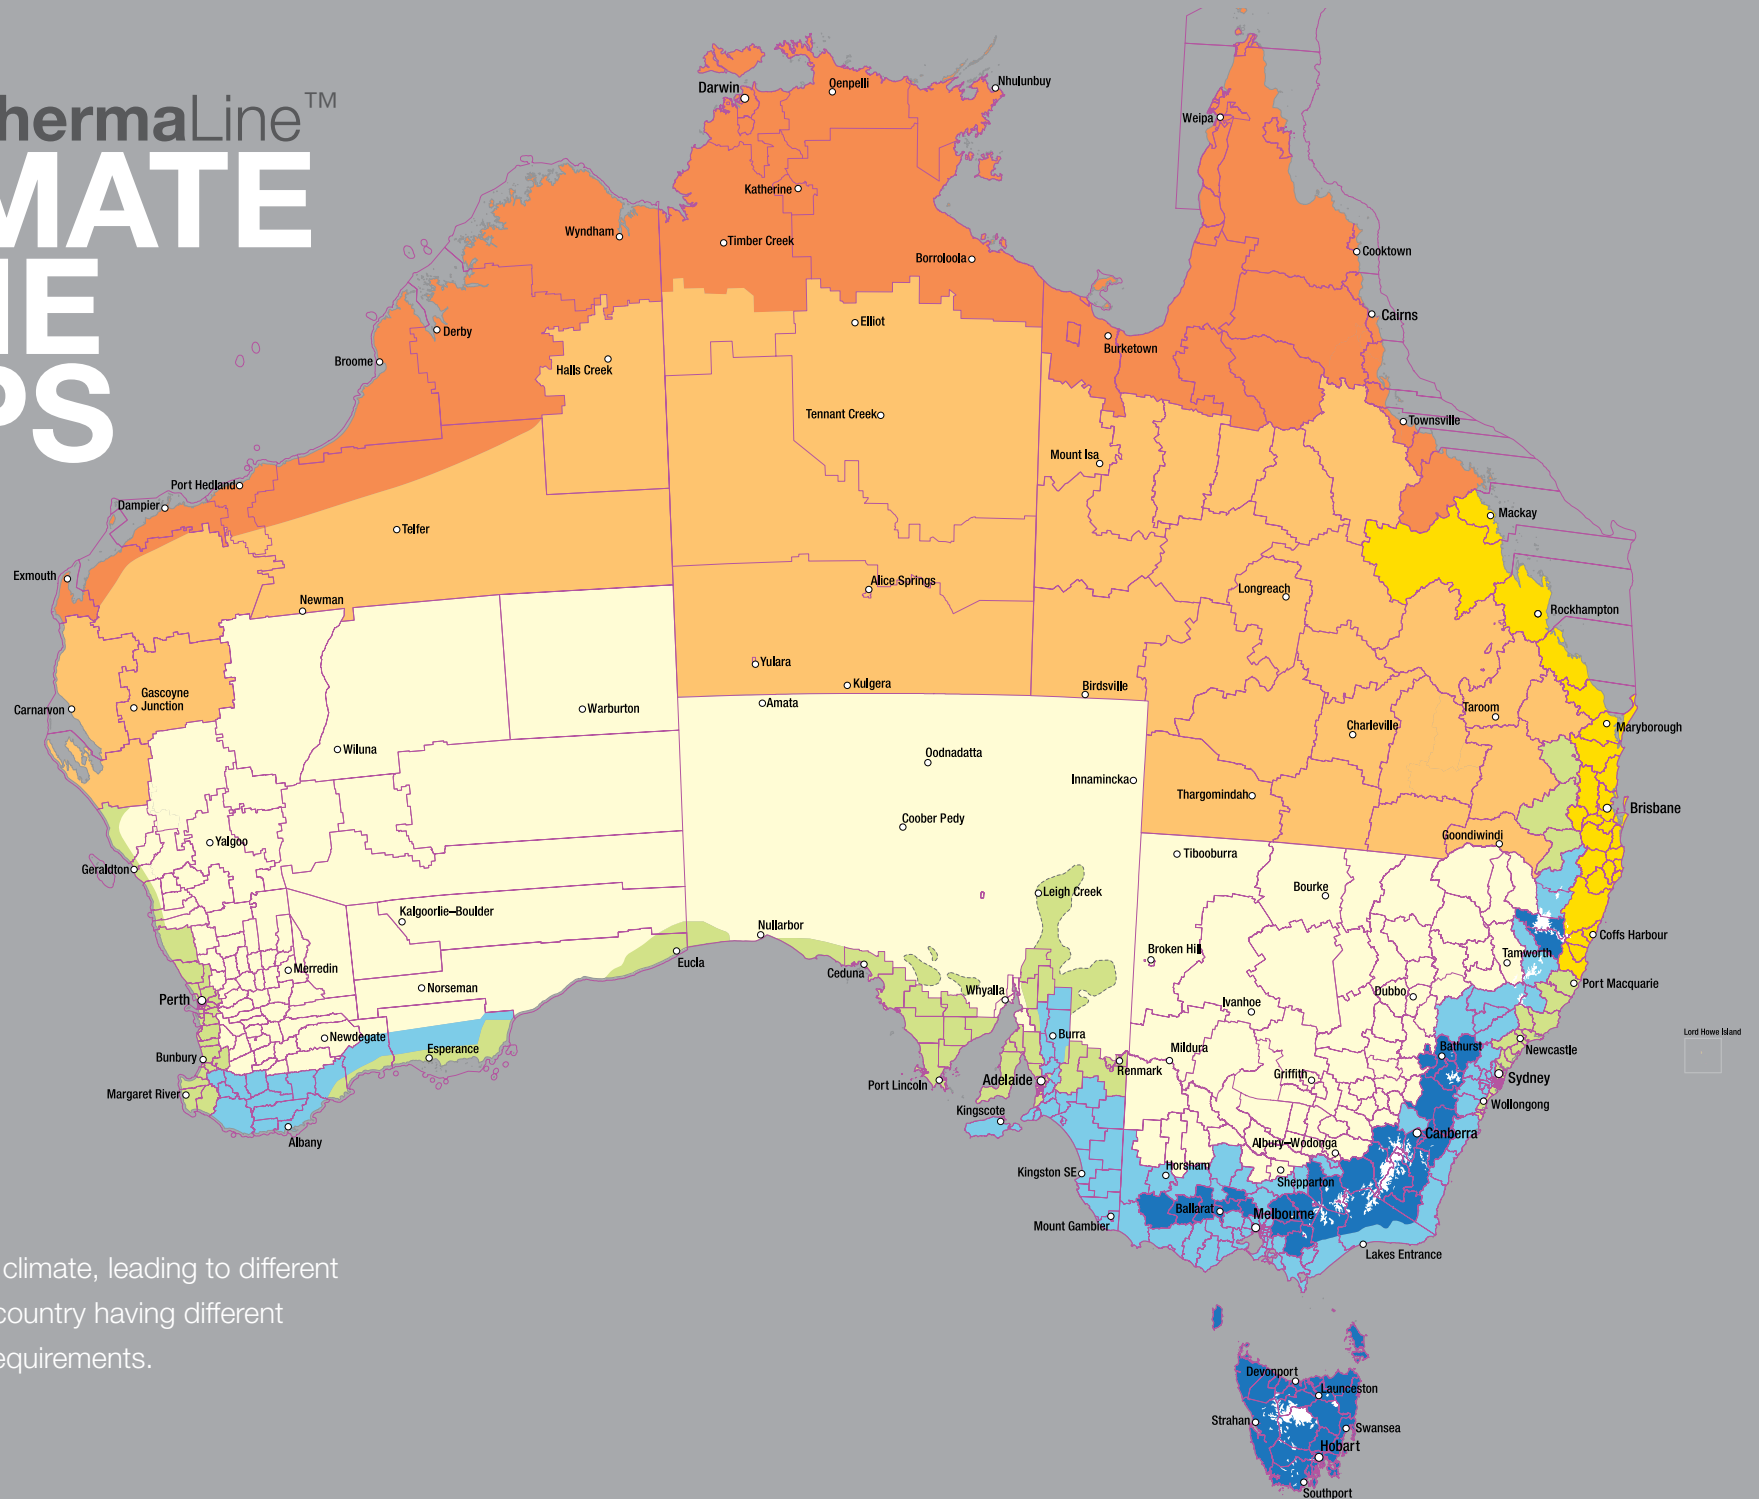 hermaLine™
MATE
NE
PS
Darwin
Oenpelli
Nhulunbuy
Weipa
Katherine
Wyndham
Timber Creek
Borroloola
Cooktown
Derby
Elliot
Cairns
Broome
Halls Creek
Burketown
Tennant Creek
Townsville
Mount Isa
Port Hedland
Dampier
Telfer
Mackay
Exmouth
Alice Springs
Longreach
Newman
Rockhampton
Yulara
Kulgera
Birdsville
Gascoyne
Junction
Carnarvon
Warburton
Amata
Taroom
Charleville
Maryborough
Wiluna
Oodnadatta
Innamincka
Thargomindah
Brisbane
Coober Pedy
Goondiwindi
Yalgoo
Tibooburra
Geraldton
Leigh Creek
Bourke
Kalgoorlie–Boulder
Nullarbor
Coffs Harbour
Broken Hill
Tamworth
Merredin
Eucla
Ceduna
Norseman
Whyalla
Dubbo
Port Macquarie
Perth
Ivanhoe
Lord Howe Island
Newdegate
Burra
Bunbury
Esperance
Mildura
Bathurst
Newcastle
Renmark
Griffith
Sydney
Margaret River
Port Lincoln
Adelaide
Wollongong
Kingscote
Albany
Albury–Wodonga
Canberra
Kingston SE
Horsham
Shepparton
Ballarat
Melbourne
Mount Gambier
Lakes Entrance
climate, leading to different
country having different
equirements.
Devonport
Launceston
Strahan
Swansea
Hobart
Southport